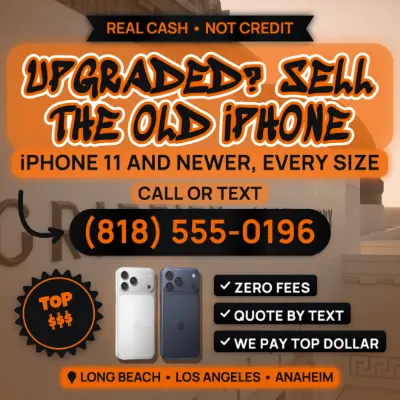 REAL CASH • NOT CREDIT
UPGRADED? SELL
THE OLD iPHONE
iPHONE 11 AND NEWER, EVERY SIZE
CALL OR TEXT
(818) 555-0196
TOP
$$$
✓ ZERO FEES
✓ QUOTE BY TEXT
✓ WE PAY TOP DOLLAR
LONG BEACH • LOS ANGELES • ANAHEIM